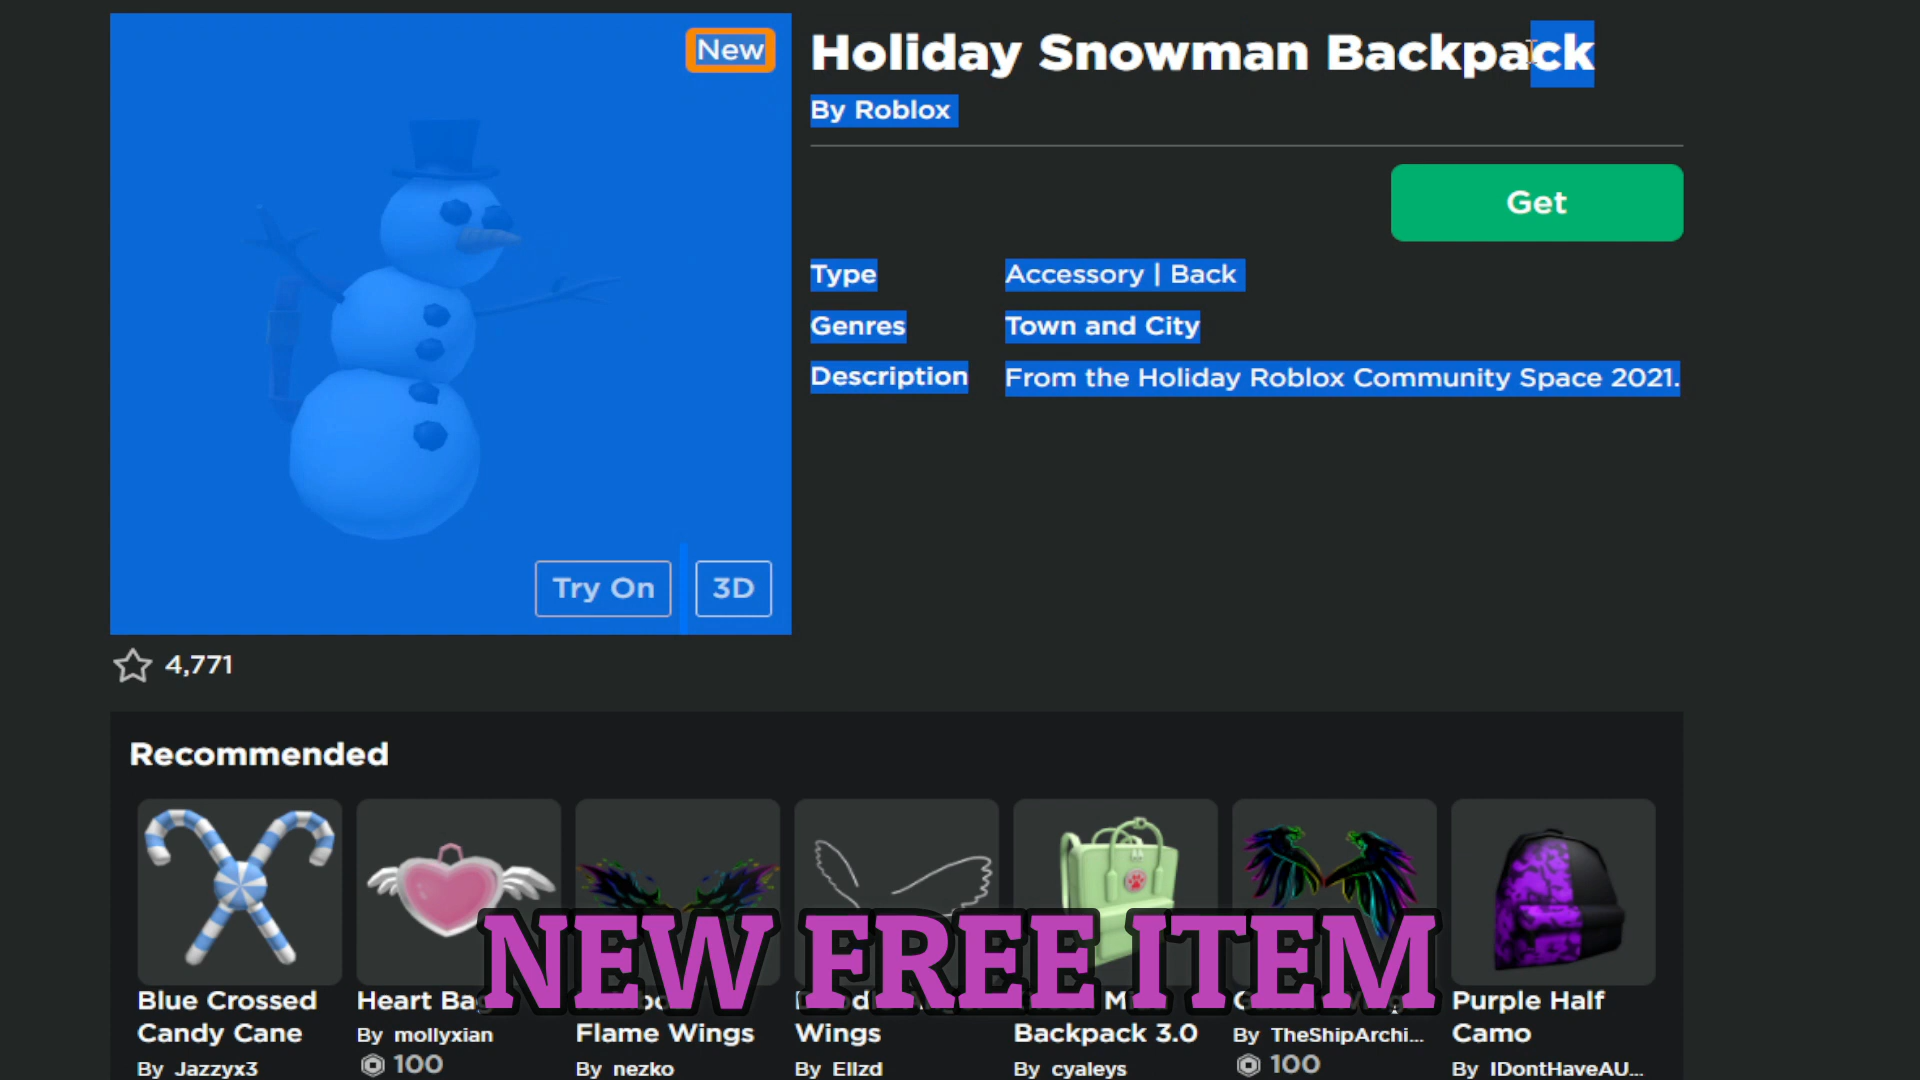 New
Holiday Snowman Backpack
By Roblox
Get
Type Accessory | Back
Genres Town and City
Description From the Holiday Roblox Community Space 2021.
Try On 3D
4,771
Recommended
NEW FREE ITEM
Blue Crossed
Candy Cane
By Jazzyx3
Heart
By mollyxian
100
Flame Wings
By nezko
Wings
By Ellzd
Backpack 3.0
By cyaleys
By TheShipArchi...
100
Purple Half
Camo
By IDontHaveAU...